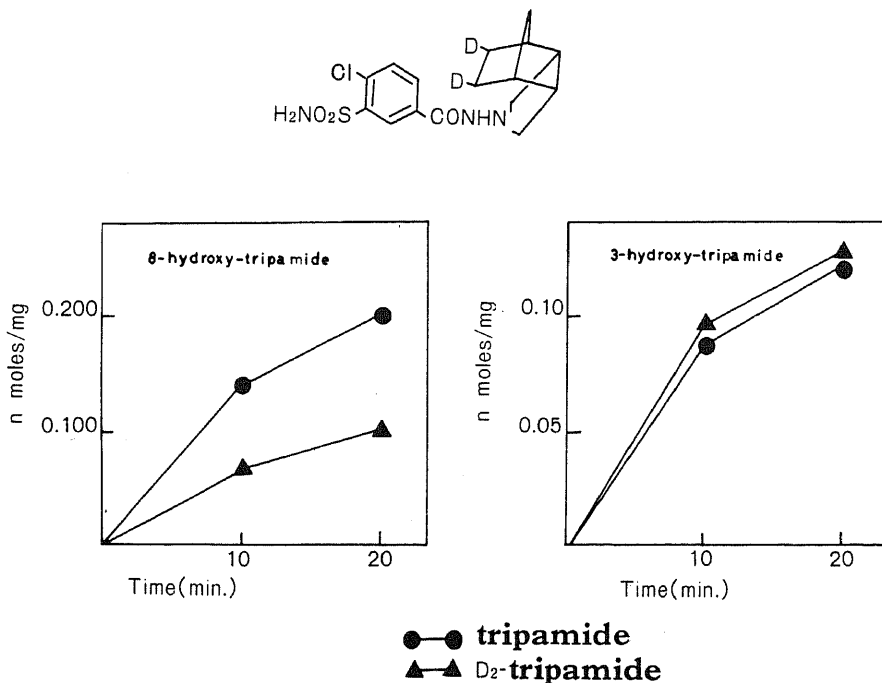 D
D
Cl
H₂NO₂S
CONHN
8-hydroxy-tripamide
n moles/mg
0.200
0.100
10
20
Time(min.)
3-hydroxy-tripamide
n moles/mg
0.10
0.05
10
20
Time(min.)
tripamide
D₂-tripamide